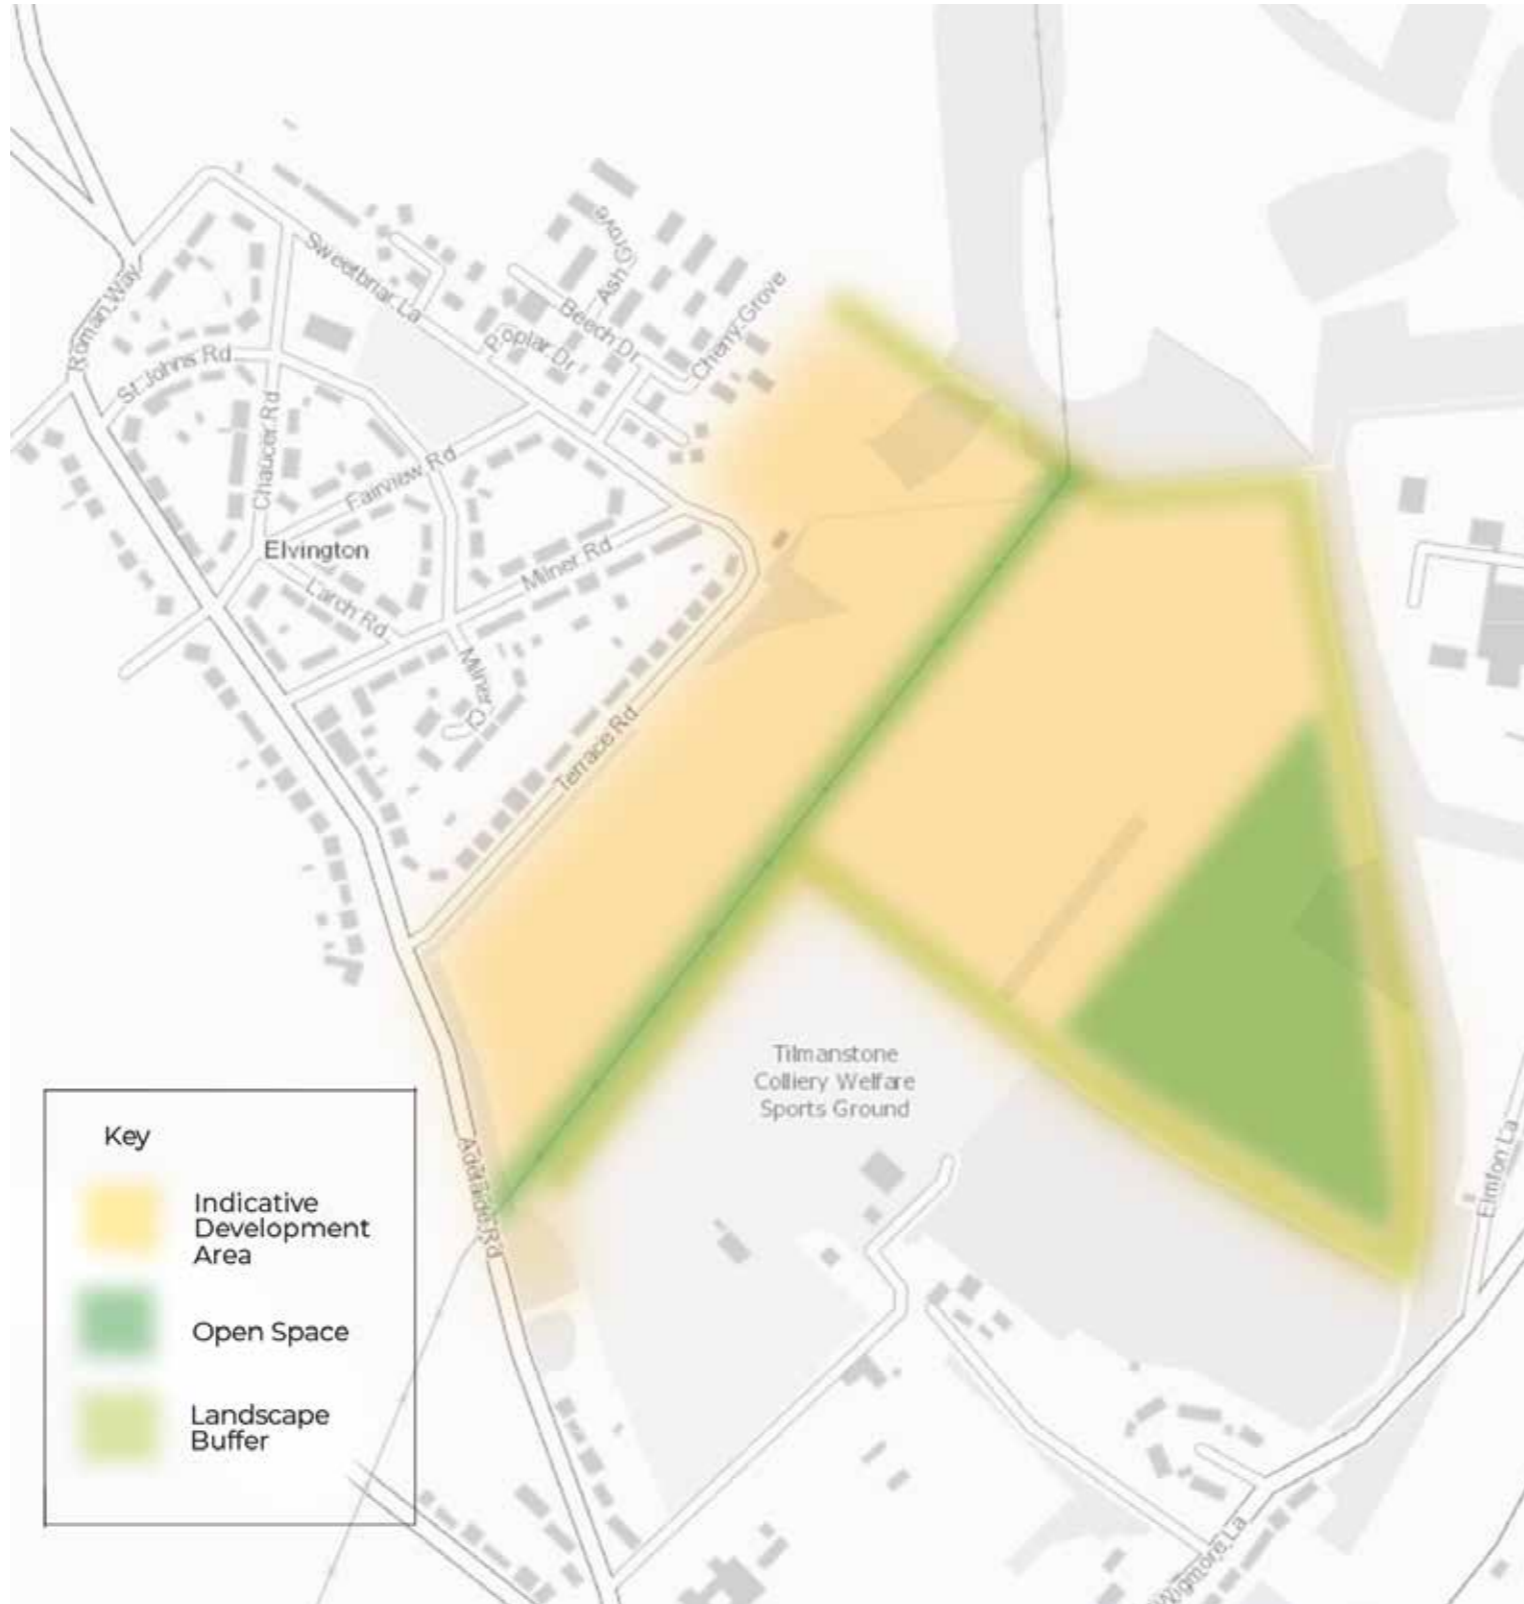 Roman Way
Sweetbriar La
Ash Grove
Beech Dr
Cherry Grove
Poplar Dr
St Johns Rd
Chaucer Rd
Fairview Rd
Elvington
Milner Rd
Larch Rd
Milner Cl
Terrace Rd
Tilmanstone
Colliery Welfare
Sports Ground
Adelaide Rd
Elmton La
Wigmore La
Key
Indicative
Development
Area
Open Space
Landscape
Buffer